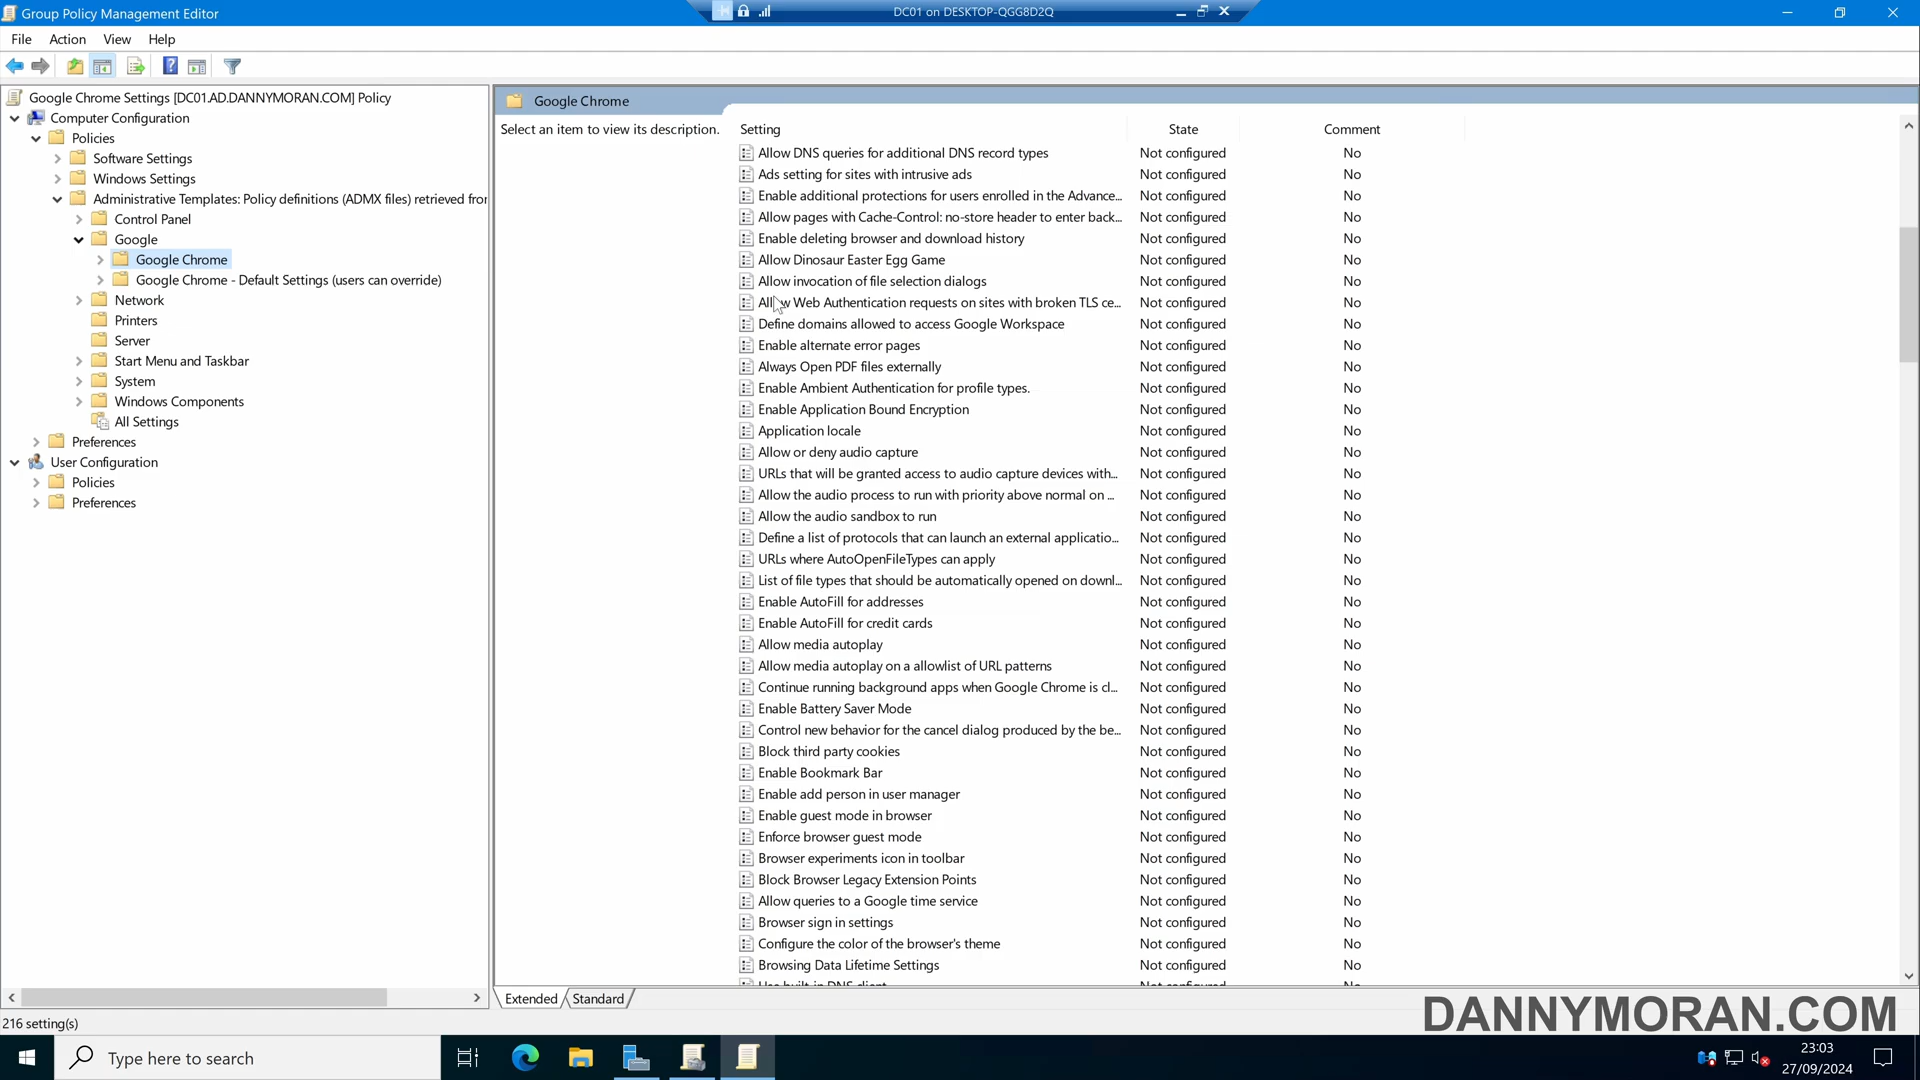 Group Policy Management Editor
DC01 on DESKTOP-QGG8D2Q
File Action View Help
Google Chrome Settings [DC01.AD.DANNYMORAN.COM] Policy
Computer Configuration
Policies
Software Settings
Windows Settings
Administrative Templates: Policy definitions (ADMX files) retrieved fror
Control Panel
Google
Google Chrome
Google Chrome - Default Settings (users can override)
Network
Printers
Server
Start Menu and Taskbar
System
Windows Components
All Settings
Preferences
User Configuration
Policies
Preferences
Google Chrome
Select an item to view its description.
Setting State Comment
Allow DNS queries for additional DNS record types Not configured No
Ads setting for sites with intrusive ads Not configured No
Enable additional protections for users enrolled in the Advance... Not configured No
Allow pages with Cache-Control: no-store header to enter back... Not configured No
Enable deleting browser and download history Not configured No
Allow Dinosaur Easter Egg Game Not configured No
Allow invocation of file selection dialogs Not configured No
Allow Web Authentication requests on sites with broken TLS ce... Not configured No
Define domains allowed to access Google Workspace Not configured No
Enable alternate error pages Not configured No
Always Open PDF files externally Not configured No
Enable Ambient Authentication for profile types. Not configured No
Enable Application Bound Encryption Not configured No
Application locale Not configured No
Allow or deny audio capture Not configured No
URLs that will be granted access to audio capture devices with... Not configured No
Allow the audio process to run with priority above normal on ... Not configured No
Allow the audio sandbox to run Not configured No
Define a list of protocols that can launch an external applicatio... Not configured No
URLs where AutoOpenFileTypes can apply Not configured No
List of file types that should be automatically opened on downl... Not configured No
Enable AutoFill for addresses Not configured No
Enable AutoFill for credit cards Not configured No
Allow media autoplay Not configured No
Allow media autoplay on a allowlist of URL patterns Not configured No
Continue running background apps when Google Chrome is cl... Not configured No
Enable Battery Saver Mode Not configured No
Control new behavior for the cancel dialog produced by the be... Not configured No
Block third party cookies Not configured No
Enable Bookmark Bar Not configured No
Enable add person in user manager Not configured No
Enable guest mode in browser Not configured No
Enforce browser guest mode Not configured No
Browser experiments icon in toolbar Not configured No
Block Browser Legacy Extension Points Not configured No
Allow queries to a Google time service Not configured No
Browser sign in settings Not configured No
Configure the color of the browser's theme Not configured No
Browsing Data Lifetime Settings Not configured No
Extended Standard
216 setting(s)
DANNYMORAN.COM
Type here to search
23:03
27/09/2024